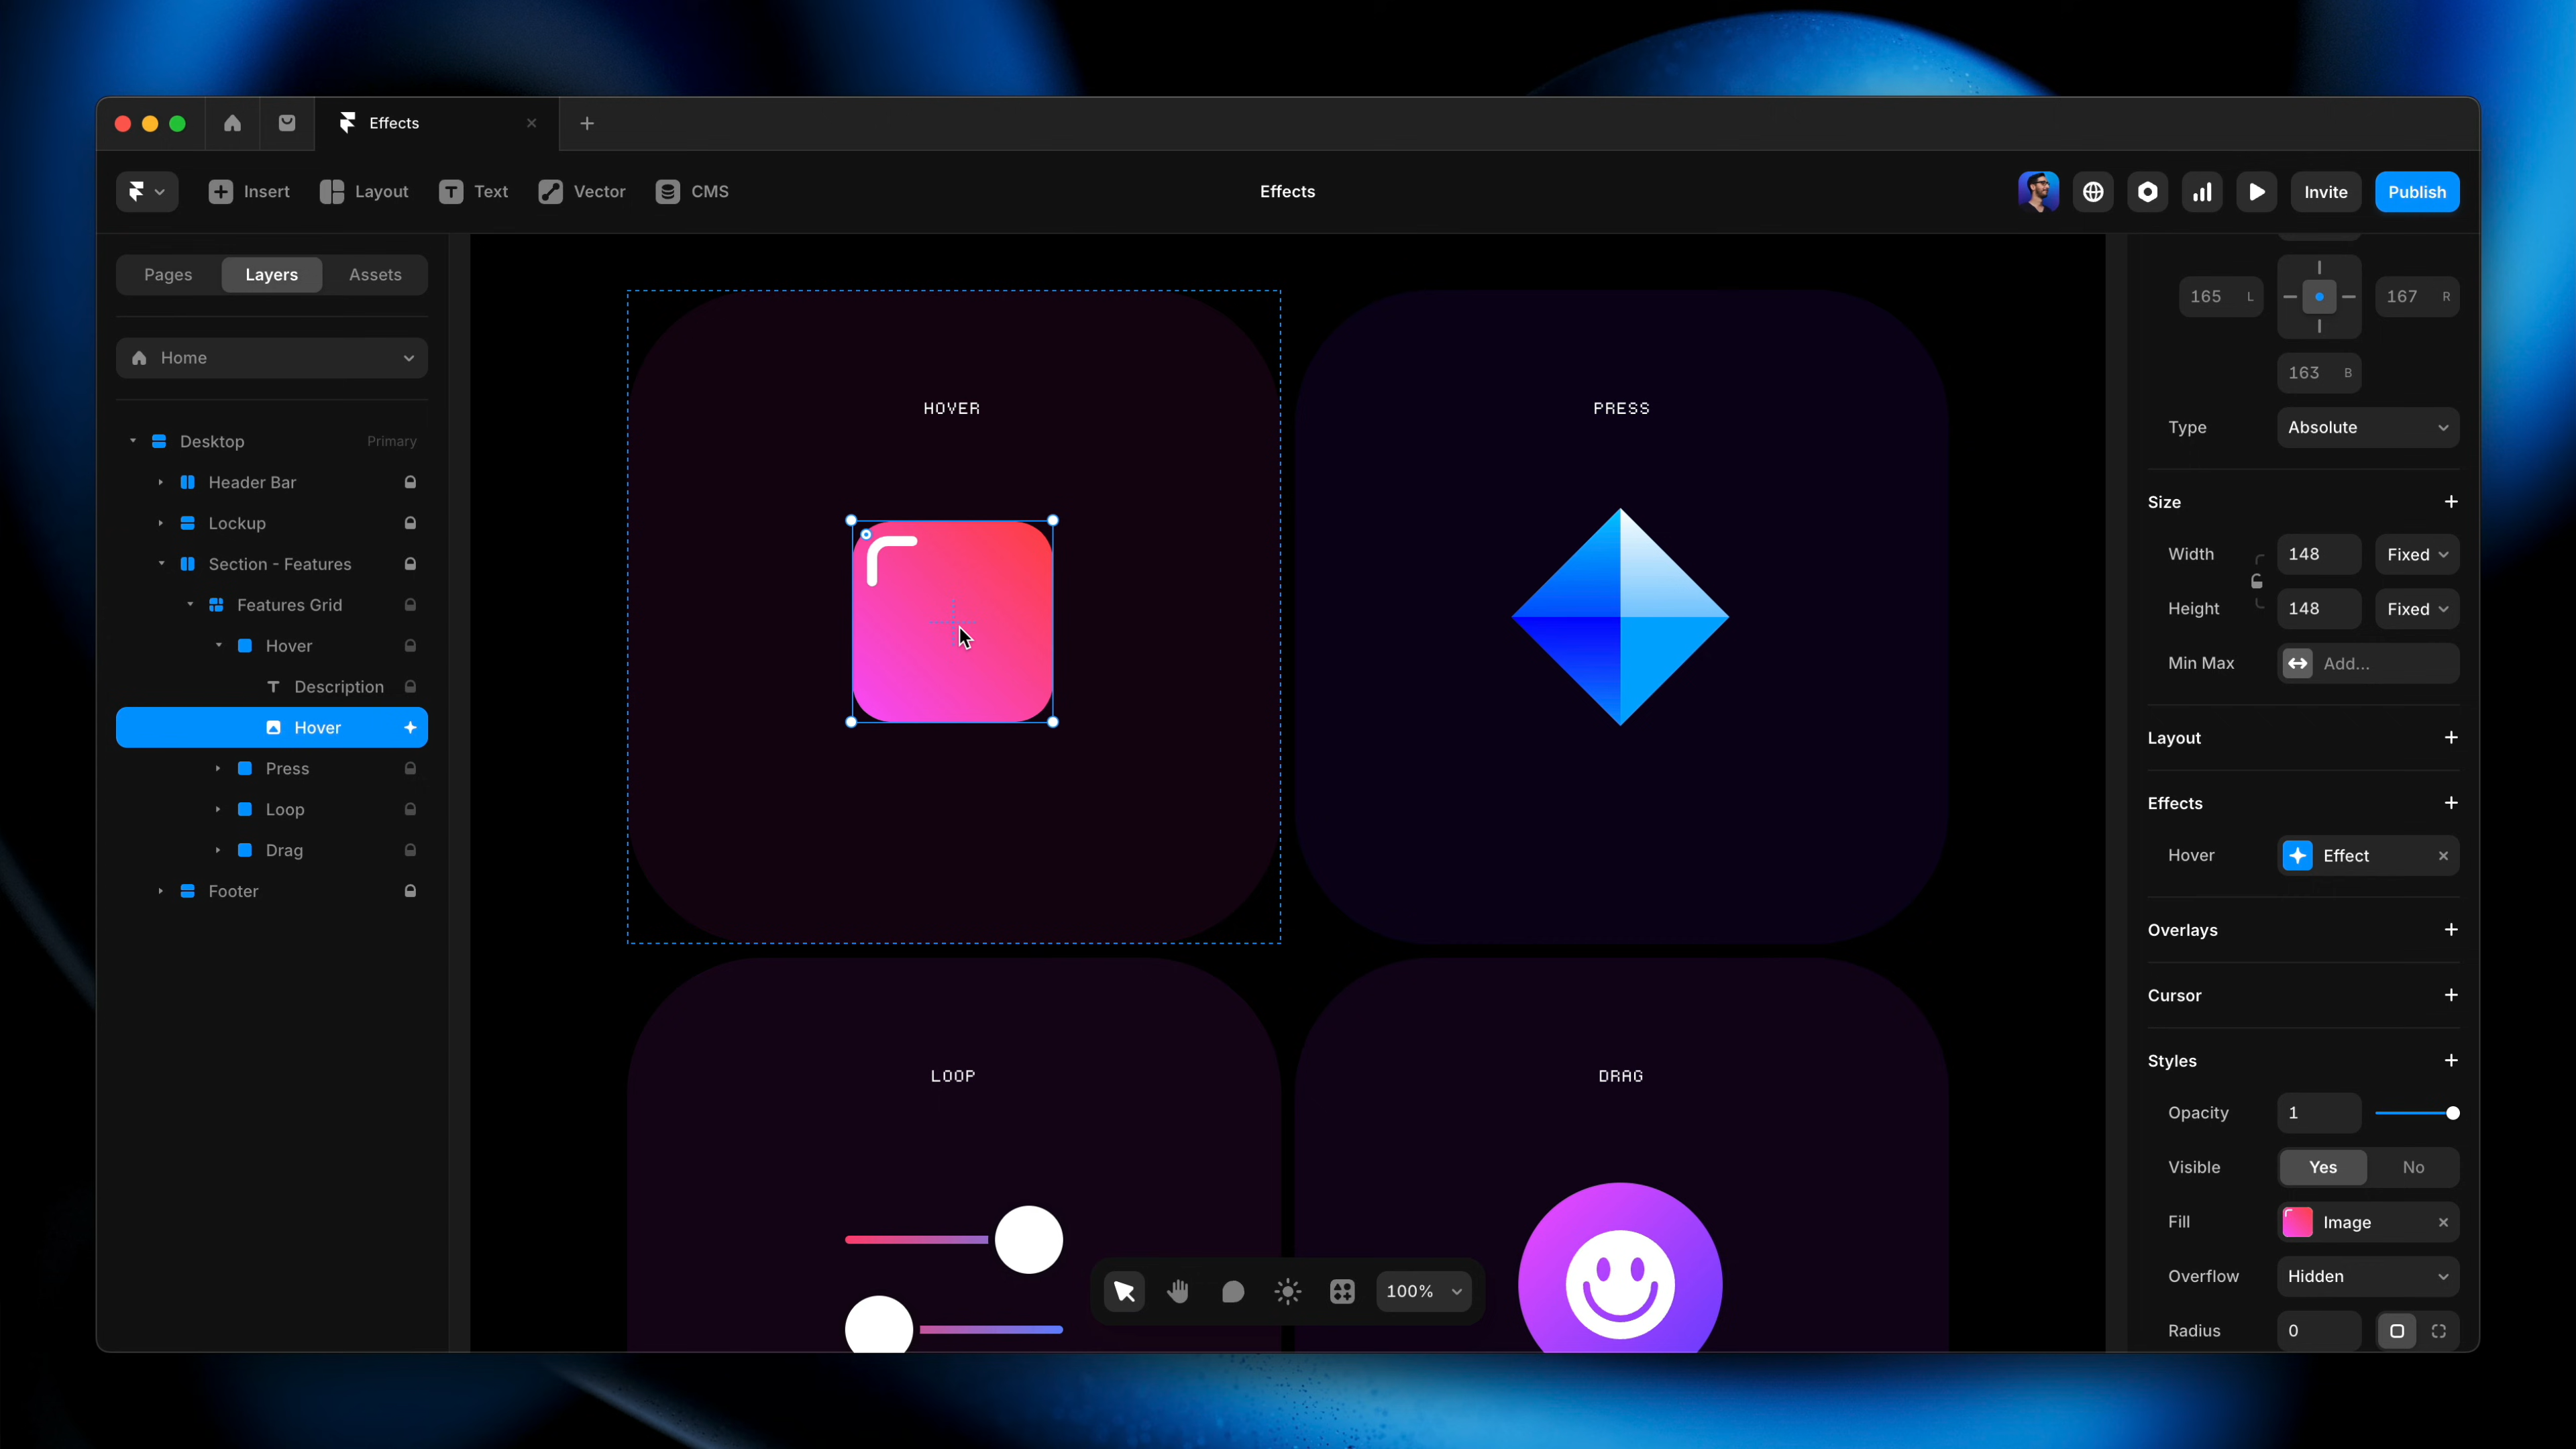 Effects
Insert
Layout
Text
Vector
CMS
Effects
Invite
Publish
Pages
Layers
Assets
Home
Desktop
Primary
Header Bar
Lockup
Section - Features
Features Grid
Hover
Description
Hover
Press
Loop
Drag
Footer
HOVER
PRESS
LOOP
DRAG
100%
165 L
167 R
163 B
Type
Absolute
Size
Width
148
Fixed
Height
148
Fixed
Min Max
Add...
Layout
Effects
Hover
Effect
Overlays
Cursor
Styles
Opacity
1
Visible
Yes
No
Fill
Image
Overflow
Hidden
Radius
0